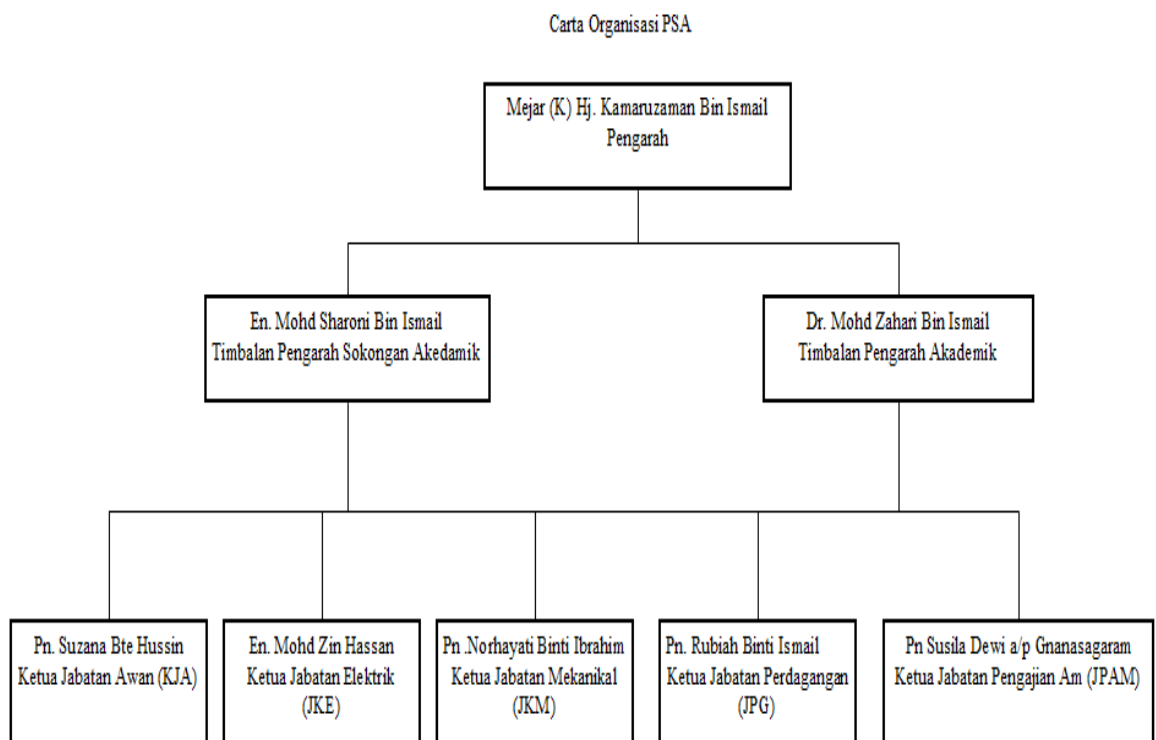 Carta Organisasi PSA
Mejar (K) Hj. Kamaruzaman Bin Ismail
Pengarah
En. Mohd Sharoni Bin Ismail
Timbalan Pengarah Sokongan Akedamik
Dr. Mohd Zahari Bin Ismail
Timbalan Pengarah Akademik
Pn. Suzana Bte Hussin
Ketua Jabatan Awan (KJA)
En. Mohd Zin Hassan
Ketua Jabatan Elektrik
(JKE)
Pn .Norhayati Binti Ibrahim
Ketua Jabatan Mekanikal
(JKM)
Pn. Rubiah Binti Ismail
Ketua Jabatan Perdagangan
(JPG)
Pn Susila Dewi a/p Gnanasagaram
Ketua Jabatan Pengajian Am (JPAM)